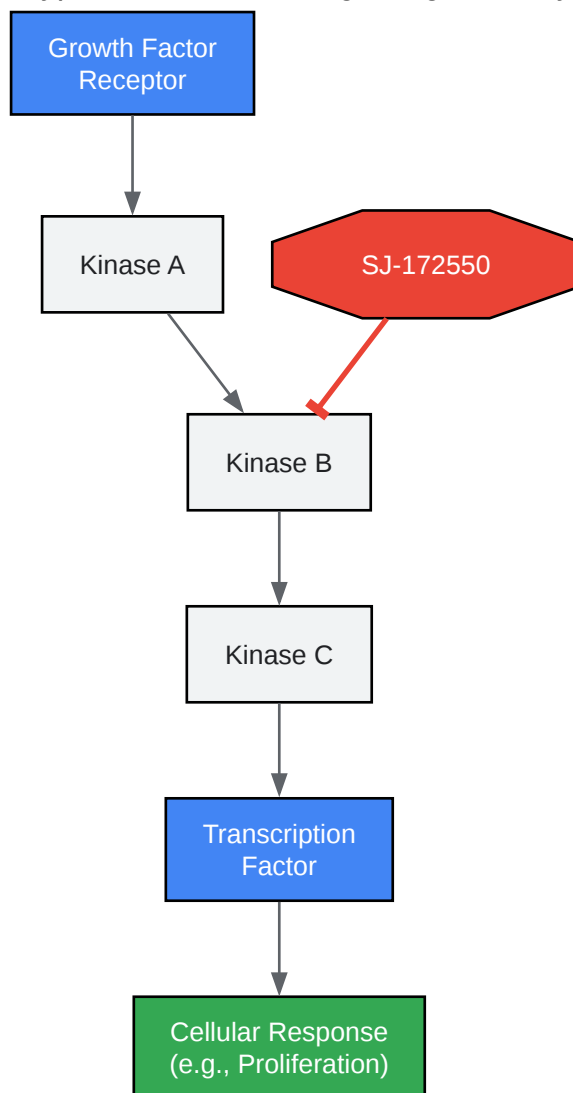 Growth Factor
Receptor
Kinase A
SJ-172550
Kinase B
Kinase C
Transcription
Factor
Cellular Response
(e.g., Proliferation)